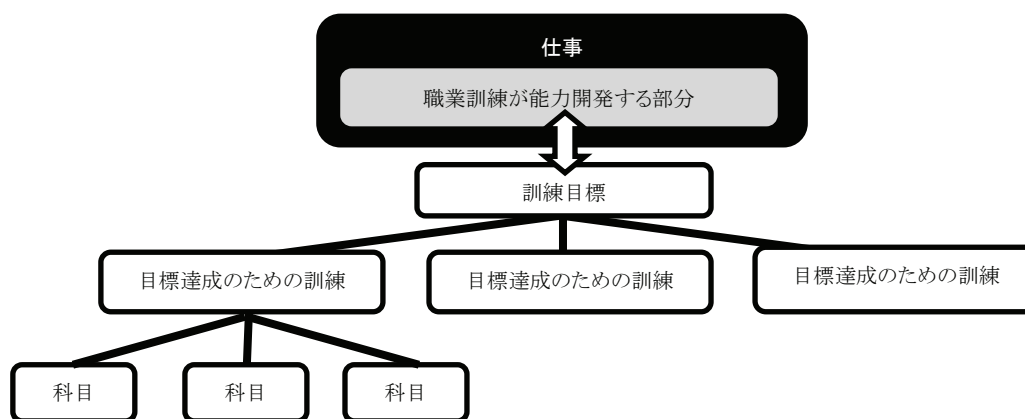 仕事
職業訓練が能力開発する部分
訓練目標
目標達成のための訓練
目標達成のための訓練
目標達成のための訓練
科目
科目
科目